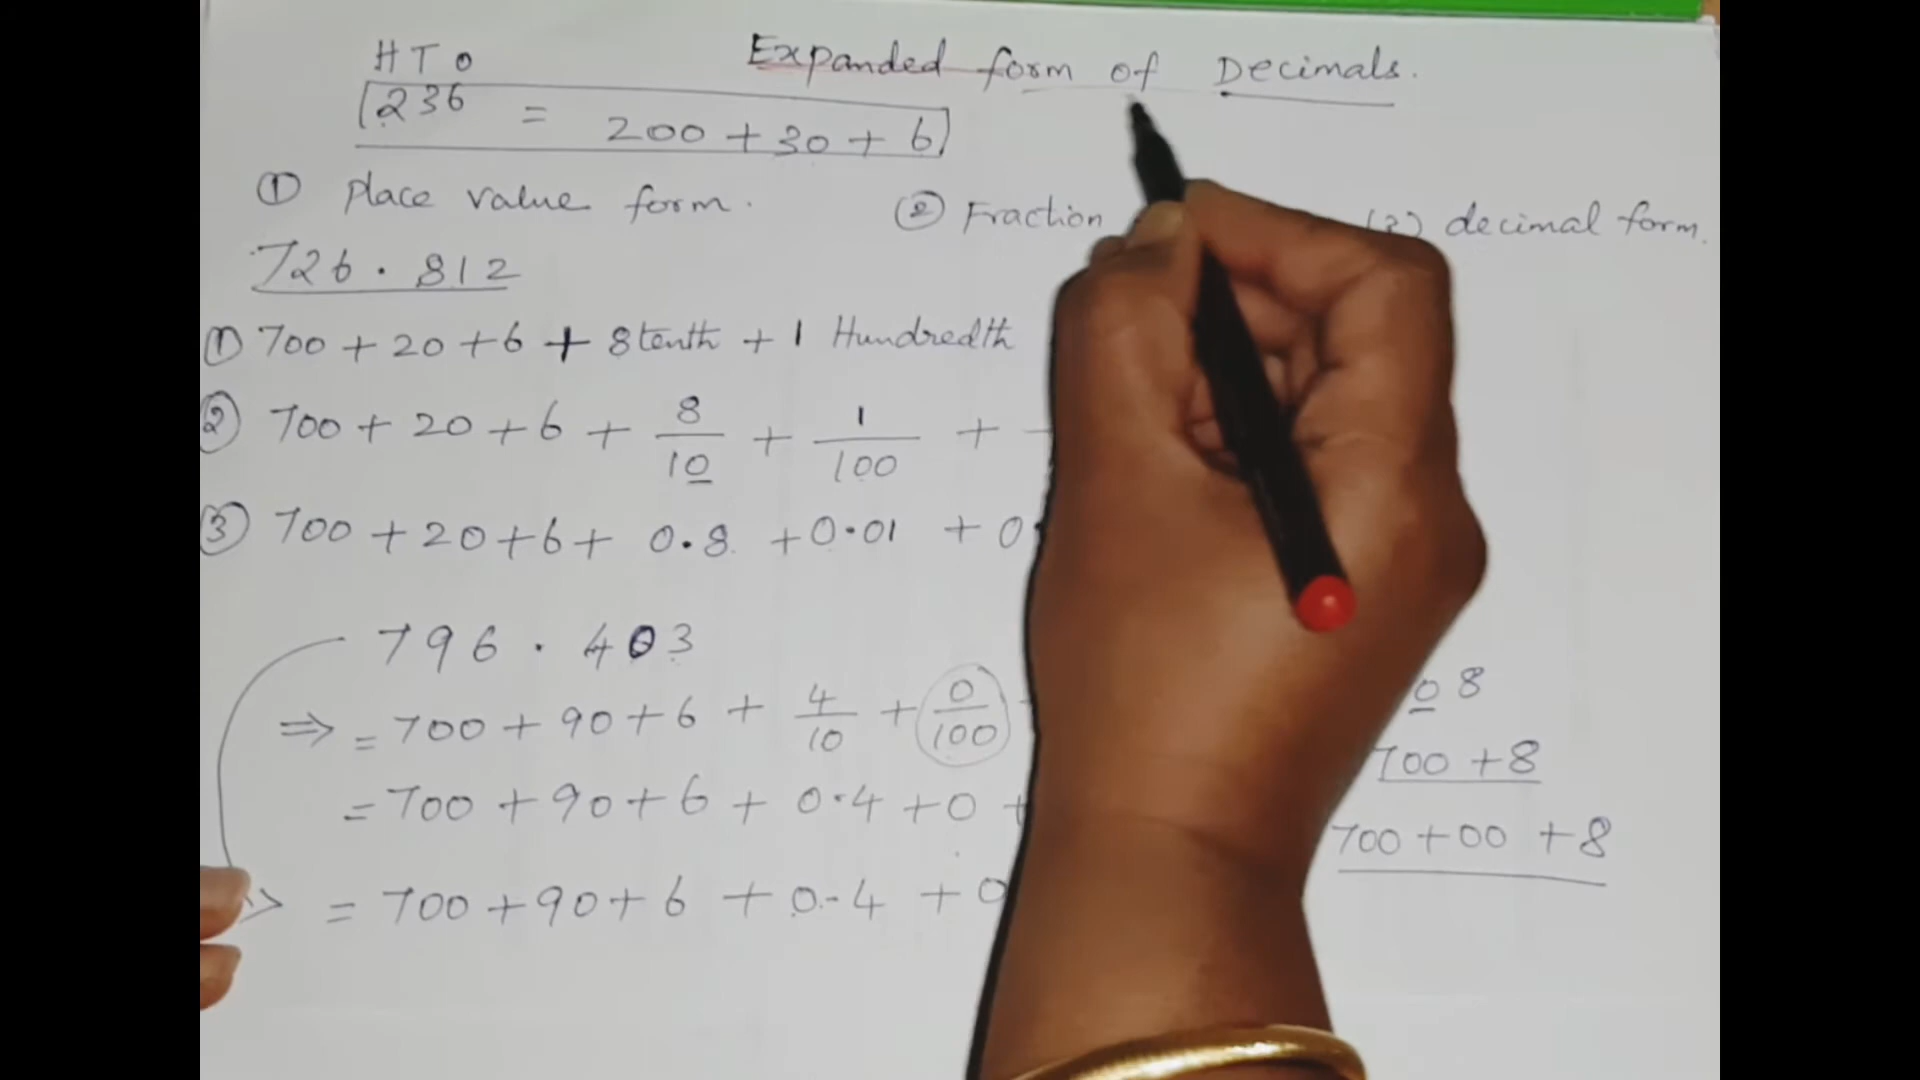 H T O
Expanded form of Decimals.
236 = 200 + 30 + 6
① place value form. ② Fraction (3) decimal form.
726.812
① 700 + 20 + 6 + 8tenth + 1 Hundredth
② 700 + 20 + 6 + 8/10 + 1/100 +
③ 700 + 20 + 6 + 0.8 + 0.01 + 0.
796.403
⇒ = 700 + 90 + 6 + 4/10 + 0/100
= 700 + 90 + 6 + 0.4 + 0 +
= 700 + 90 + 6 + 0.4 + 0
08
700 + 8
700 + 00 + 8